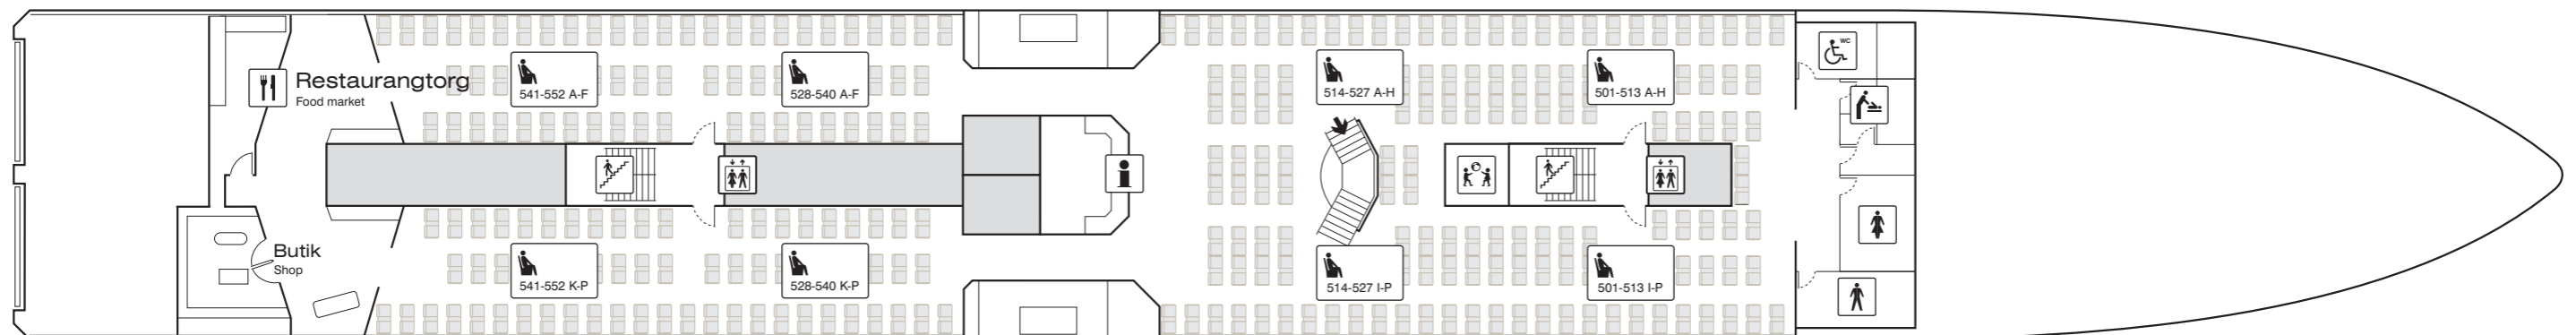 WC
Restaurangtorg
Food market
541-552 A-F
528-540 A-F
514-527 A-H
501-513 A-H
Butik
Shop
541-552 K-P
528-540 K-P
514-527 I-P
501-513 I-P